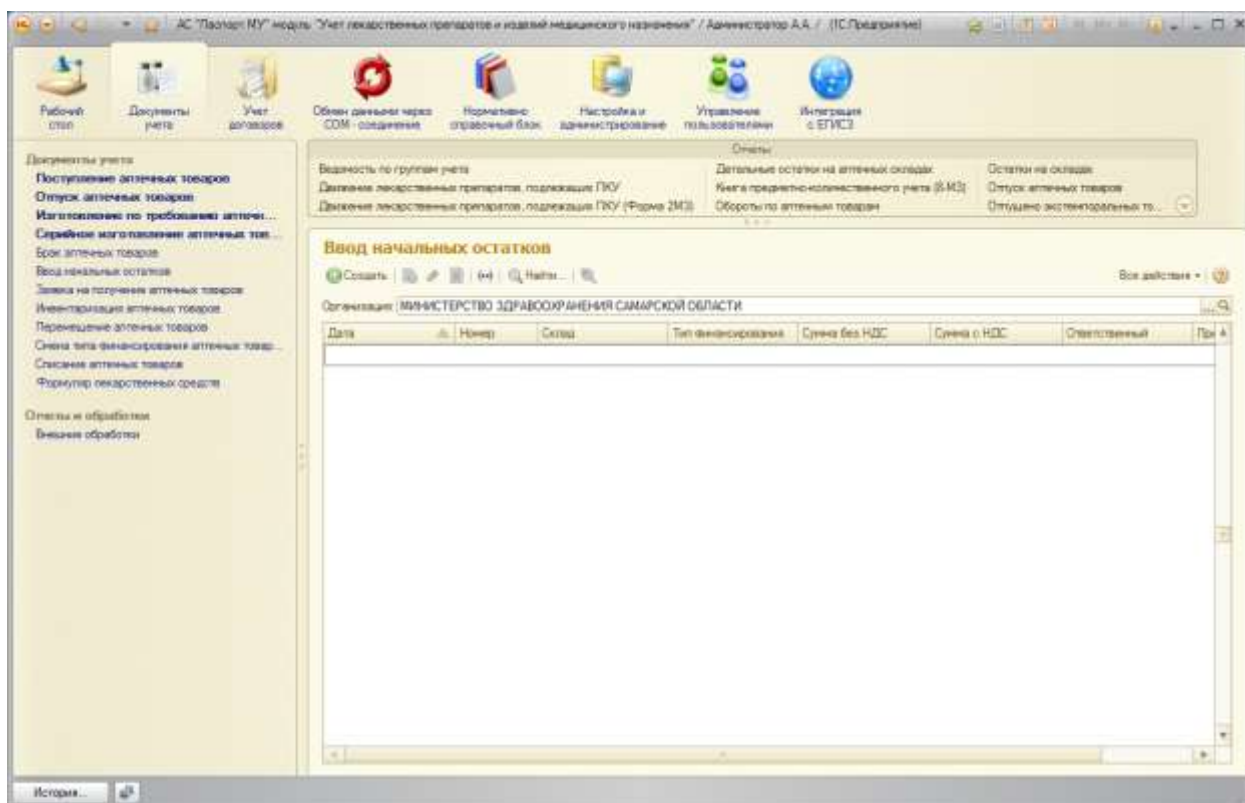 АС "Паспорт МУ" модуль "Учет лекарственных препаратов и изделий медицинского назначения" / Администратор А.А. / (1С:Предприятие)
Рабочий стол
Документы учета
Учет договоров
Обмен данными через COM - соединение
Нормативно справочный блок
Настройка и администрирование
Управление пользователями
Интеграция с ЕГИСЗ
Документы учета
Поступление аптечных товаров
Отпуск аптечных товаров
Изготовление по требованию аптечн...
Серийное изготовление аптечных тов...
Брак аптечных товаров
Ввод начальных остатков
Заявка на получение аптечных товаров
Инвентаризация аптечных товаров
Перемещение аптечных товаров
Смена типа финансирования аптечных товар...
Списание аптечных товаров
Формуляр лекарственных средств
Отчеты и обработки
Внешние обработки
Отчеты
Ведомость по группам учета
Движение лекарственных препаратов, подлежащих ПКУ
Движение лекарственных препаратов, подлежащих ПКУ (Форма 2МЗ)
Детальные остатки на аптечных складах
Книга предметно-количественного учета (8-МЗ)
Обороты по аптечным товарам
Остатки на складах
Отпуск аптечных товаров
Отпущено экстемпоральных то...
Ввод начальных остатков
Создать
Найти...
Все действия
Организация: МИНИСТЕРСТВО ЗДРАВООХРАНЕНИЯ САМАРСКОЙ ОБЛАСТИ
Дата Номер Склад Тип финансирования Сумма без НДС Сумма с НДС Ответственный
История...